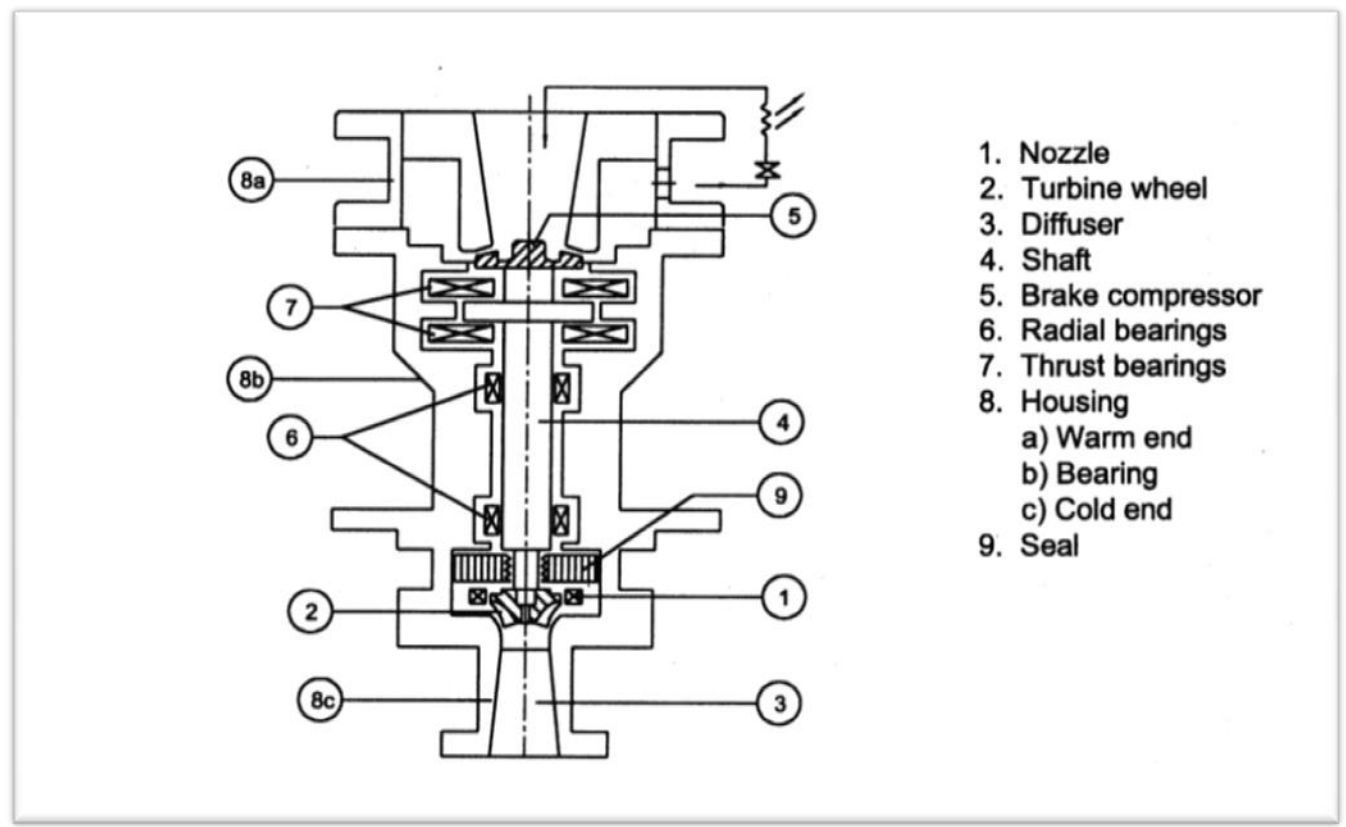 8a
5
7
8b
4
6
9
2
1
8c
3
1. Nozzle
2. Turbine wheel
3. Diffuser
4. Shaft
5. Brake compressor
6. Radial bearings
7. Thrust bearings
8. Housing
a) Warm end
b) Bearing
c) Cold end
9. Seal